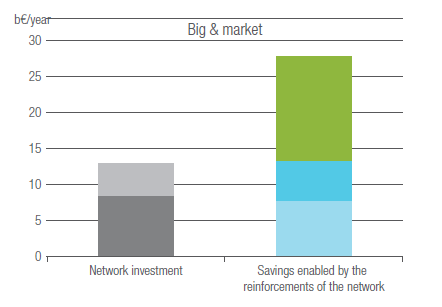 b€/year
Big & market
30
25
20
15
10
5
0
Network investment
Savings enabled by the
reinforcements of the network